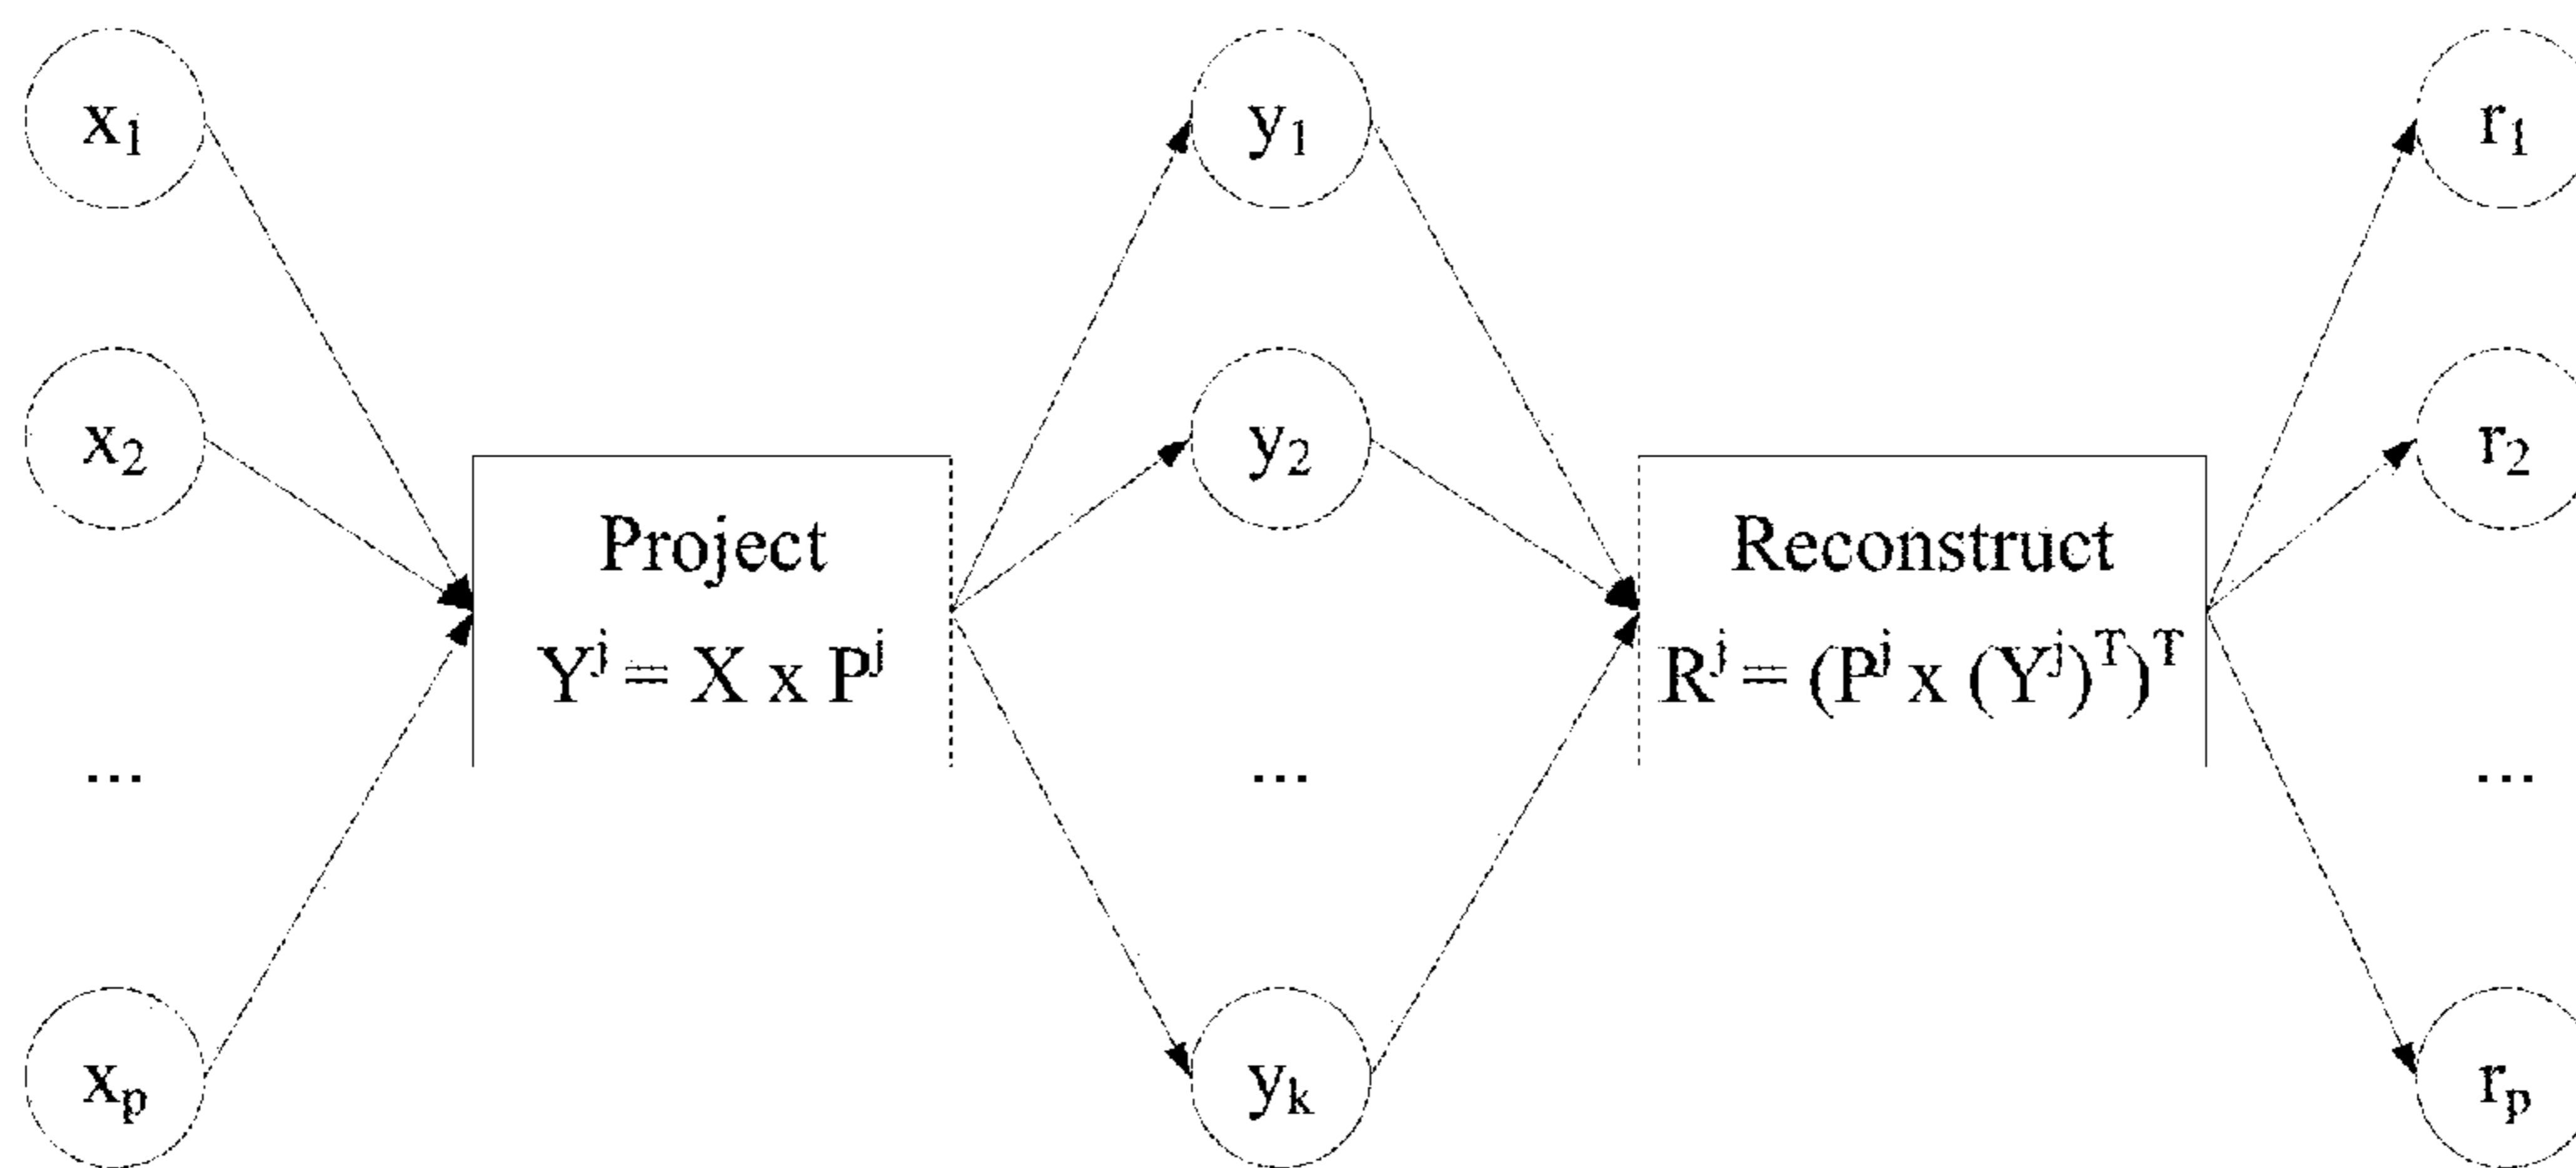 x₁
x₂
...
xₚ
Project
Yʲ = X x Pʲ
y₁
y₂
...
yₖ
Reconstruct
Rʲ = (Pʲ x (Yʲ)ᵀ)ᵀ
r₁
r₂
...
rₚ